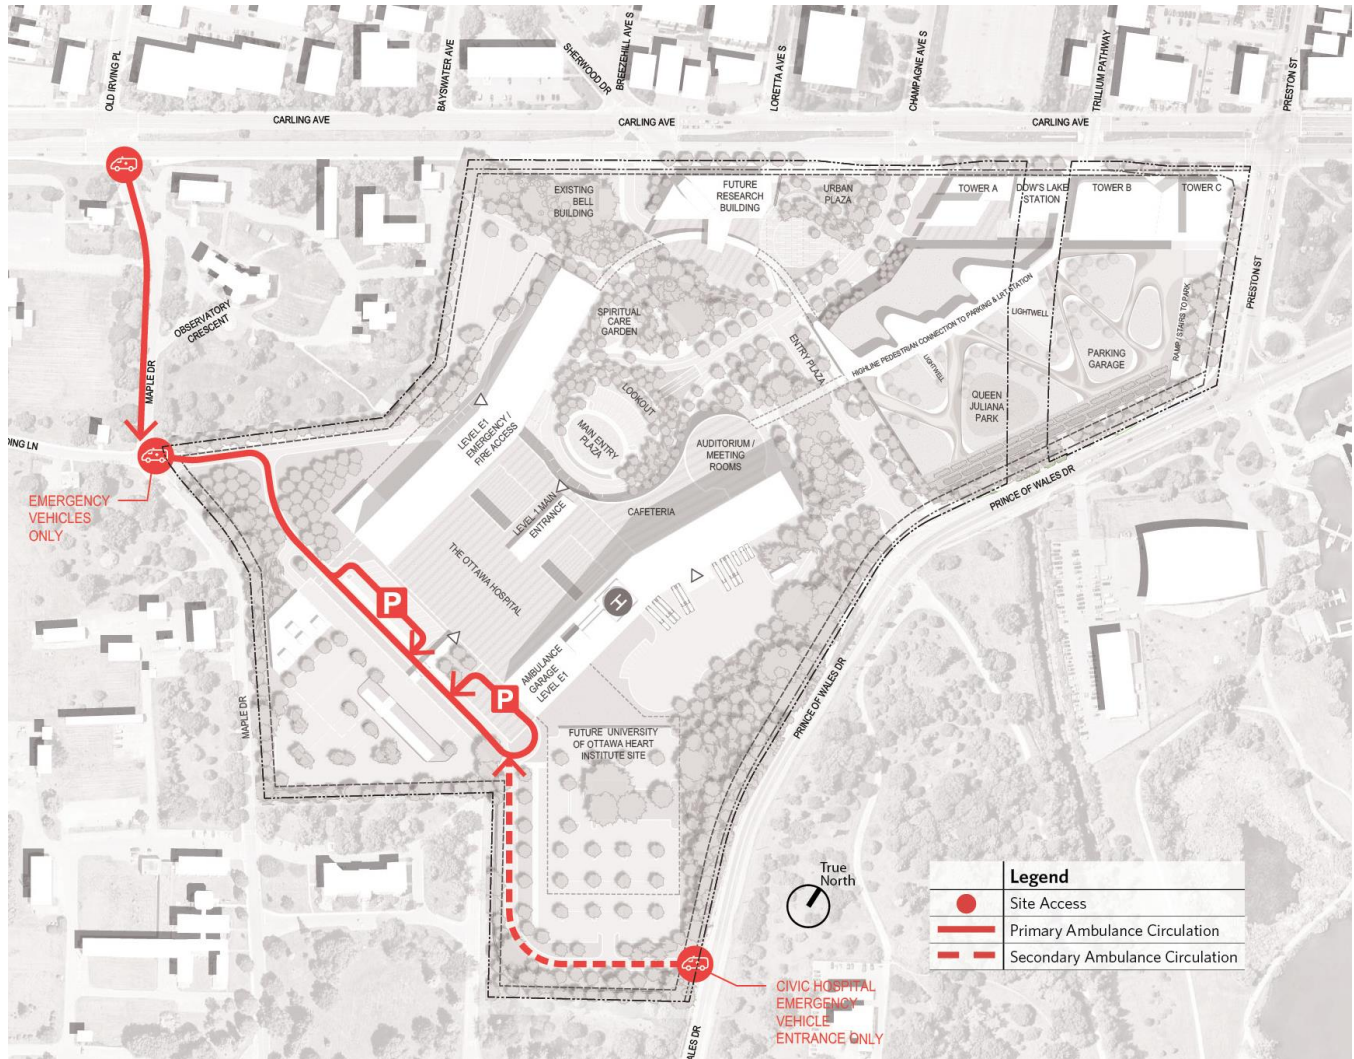 OLD IRVING PL
BAYSWATER AVE
SHERWOOD DR
BREEZEHILL AVE S
LORETTA AVE S
CHAMPAGNE AVE S
TRILLIUM PATHWAY
PRESTON ST
CARLING AVE
CARLING AVE
CARLING AVE
EXISTING
BELL
BUILDING
FUTURE
RESEARCH
BUILDING
URBAN
PLAZA
TOWER A
DOW'S LAKE
STATION
TOWER B
TOWER C
PRESTON ST
OBSERVATORY
CRESCENT
MAPLE DR
SPIRITUAL
CARE
GARDEN
ENTRY PLAZA
HIGHLINE PEDESTRIAN CONNECTION TO PARKING & LRT STATION
LIGHTWELL
LIGHTWELL
RAMP / STAIRS TO PARK
PARKING
GARAGE
QUEEN
JULIANA
PARK
LOOKOUT
MAIN ENTRY
PLAZA
AUDITORIUM /
MEETING
ROOMS
LEVEL E1
EMERGENCY /
FIRE ACCESS
DING LN
EMERGENCY
VEHICLES
ONLY
LEVEL 1 MAIN
ENTRANCE
CAFETERIA
PRINCE OF WALES DR
THE OTTAWA HOSPITAL
P
H
AMBULANCE
GARAGE
LEVEL E1
P
MAPLE DR
PRINCE OF WALES DR
FUTURE UNIVERSITY
OF OTTAWA HEART
INSTITUTE SITE
True
North
Legend
Site Access
Primary Ambulance Circulation
Secondary Ambulance Circulation
CIVIC HOSPITAL
EMERGENCY
VEHICLE
ENTRANCE ONLY
ALES DR